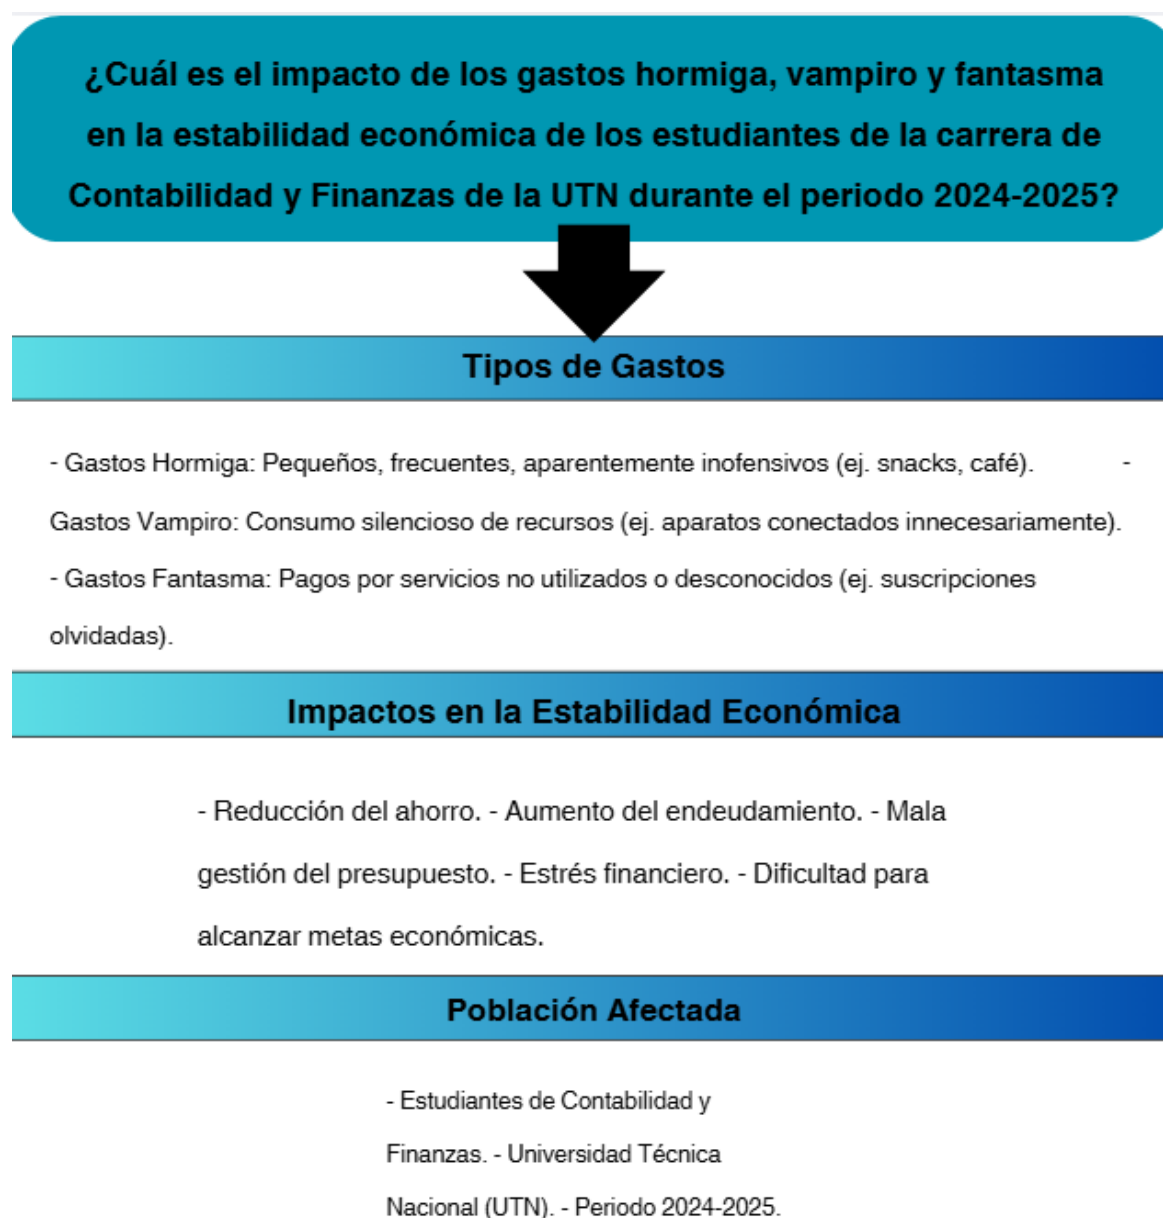 ¿Cuál es el impacto de los gastos hormiga, vampiro y fantasma
en la estabilidad económica de los estudiantes de la carrera de
Contabilidad y Finanzas de la UTN durante el periodo 2024-2025?
Tipos de Gastos
- Gastos Hormiga: Pequeños, frecuentes, aparentemente inofensivos (ej. snacks, café). -
Gastos Vampiro: Consumo silencioso de recursos (ej. aparatos conectados innecesariamente).
- Gastos Fantasma: Pagos por servicios no utilizados o desconocidos (ej. suscripciones
olvidadas).
Impactos en la Estabilidad Económica
- Reducción del ahorro. - Aumento del endeudamiento. - Mala
gestión del presupuesto. - Estrés financiero. - Dificultad para
alcanzar metas económicas.
Población Afectada
- Estudiantes de Contabilidad y
Finanzas. - Universidad Técnica
Nacional (UTN). - Periodo 2024-2025.